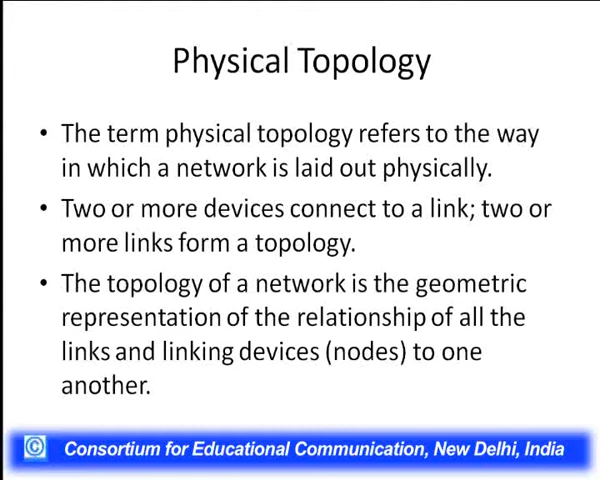 Physical Topology
• The term physical topology refers to the way
in which a network is laid out physically.
• Two or more devices connect to a link; two or
more links form a topology.
• The topology of a network is the geometric
representation of the relationship of all the
links and linking devices (nodes) to one
another.
© Consortium for Educational Communication, New Delhi, India